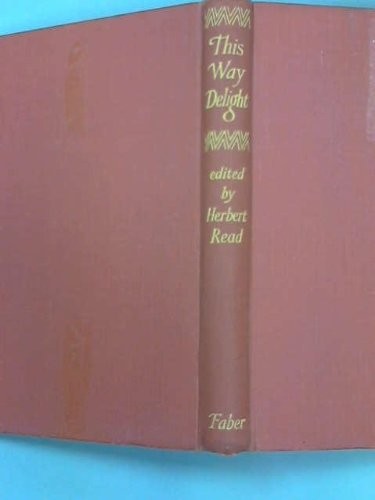 This
Way
Delight
edited
by
Herbert
Read
Faber